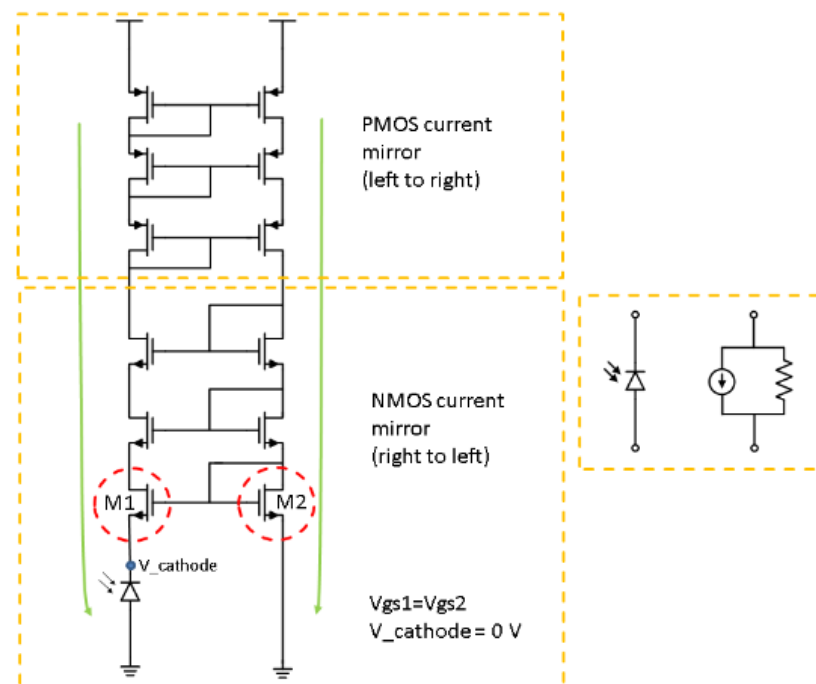 PMOS current
mirror
(left to right)
NMOS current
mirror
(right to left)
M1
M2
V_cathode
Vgs1=Vgs2
V_cathode = 0 V